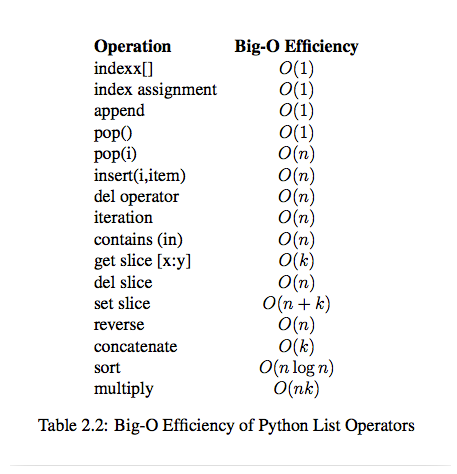 Operation Big-O Efficiency
indexx[] O(1)
index assignment O(1)
append O(1)
pop() O(1)
pop(i) O(n)
insert(i,item) O(n)
del operator O(n)
iteration O(n)
contains (in) O(n)
get slice [x:y] O(k)
del slice O(n)
set slice O(n + k)
reverse O(n)
concatenate O(k)
sort O(n log n)
multiply O(nk)
Table 2.2: Big-O Efficiency of Python List Operators